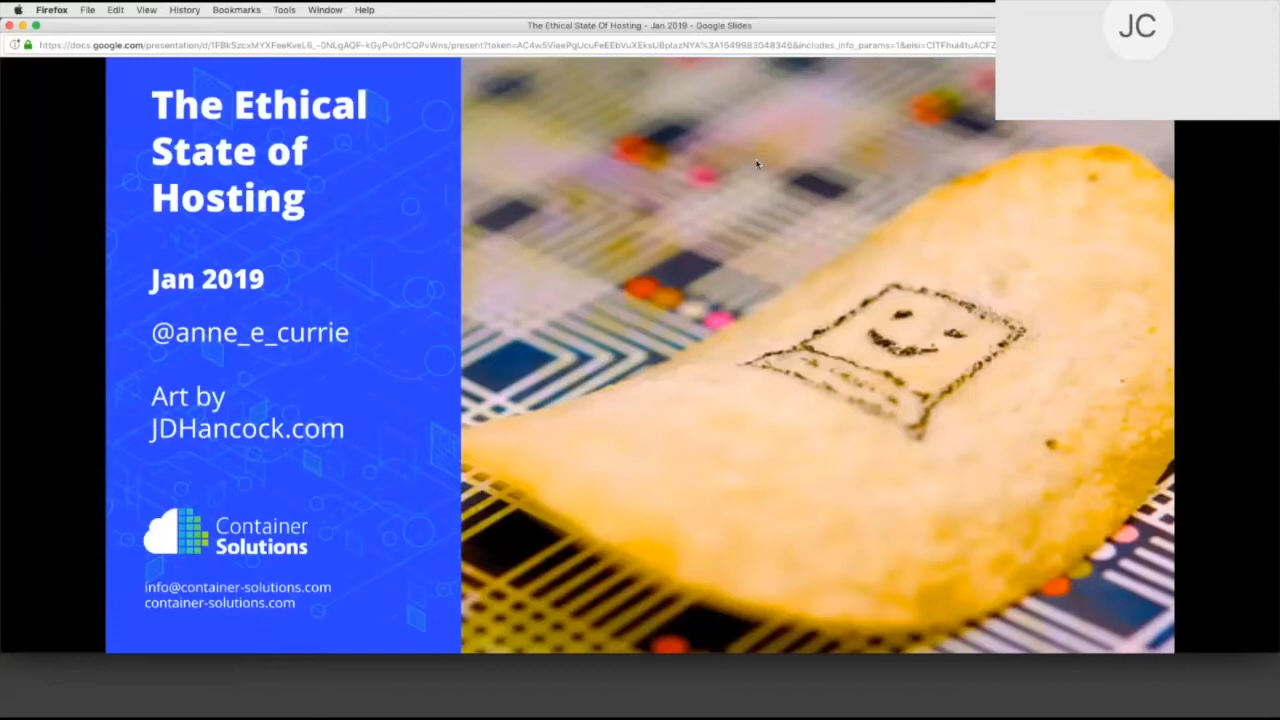 Firefox File Edit View History Bookmarks Tools Window Help
The Ethical State Of Hosting - Jan 2019 - Google Slides
JC
The Ethical
State of
Hosting
Jan 2019
@anne_e_currie
Art by
JDHancock.com
Container
Solutions
info@container-solutions.com
container-solutions.com